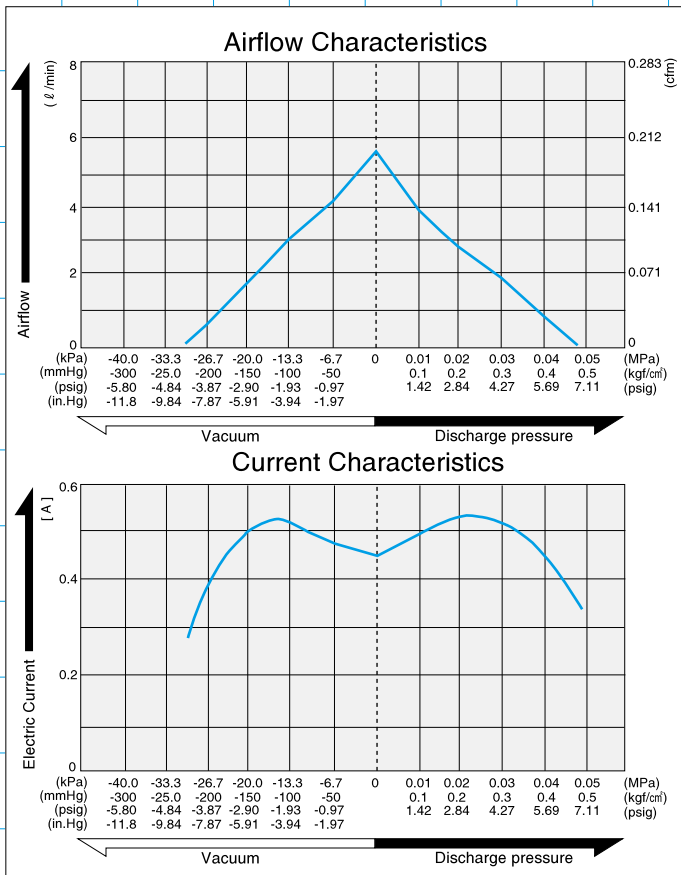 Airflow Characteristics
8
( ℓ /min)
0.283
(cfm)
6
0.212
4
0.141
2
0.071
0
0
Airflow
(kPa) -40.0 -33.3 -26.7 -20.0 -13.3 -6.7 0 0.01 0.02 0.03 0.04 0.05 (MPa)
(mmHg) -300 -25.0 -200 -150 -100 -50 0.1 0.2 0.3 0.4 0.5 (kgf/c㎡)
(psig) -5.80 -4.84 -3.87 -2.90 -1.93 -0.97 1.42 2.84 4.27 5.69 7.11 (psig)
(in.Hg) -11.8 -9.84 -7.87 -5.91 -3.94 -1.97
Vacuum Discharge pressure
Current Characteristics
0.6
[ A ]
0.4
0.2
0
Electric Current
(kPa) -40.0 -33.3 -26.7 -20.0 -13.3 -6.7 0 0.01 0.02 0.03 0.04 0.05 (MPa)
(mmHg) -300 -25.0 -200 -150 -100 -50 0.1 0.2 0.3 0.4 0.5 (kgf/c㎡)
(psig) -5.80 -4.84 -3.87 -2.90 -1.93 -0.97 1.42 2.84 4.27 5.69 7.11 (psig)
(in.Hg) -11.8 -9.84 -7.87 -5.91 -3.94 -1.97
Vacuum Discharge pressure